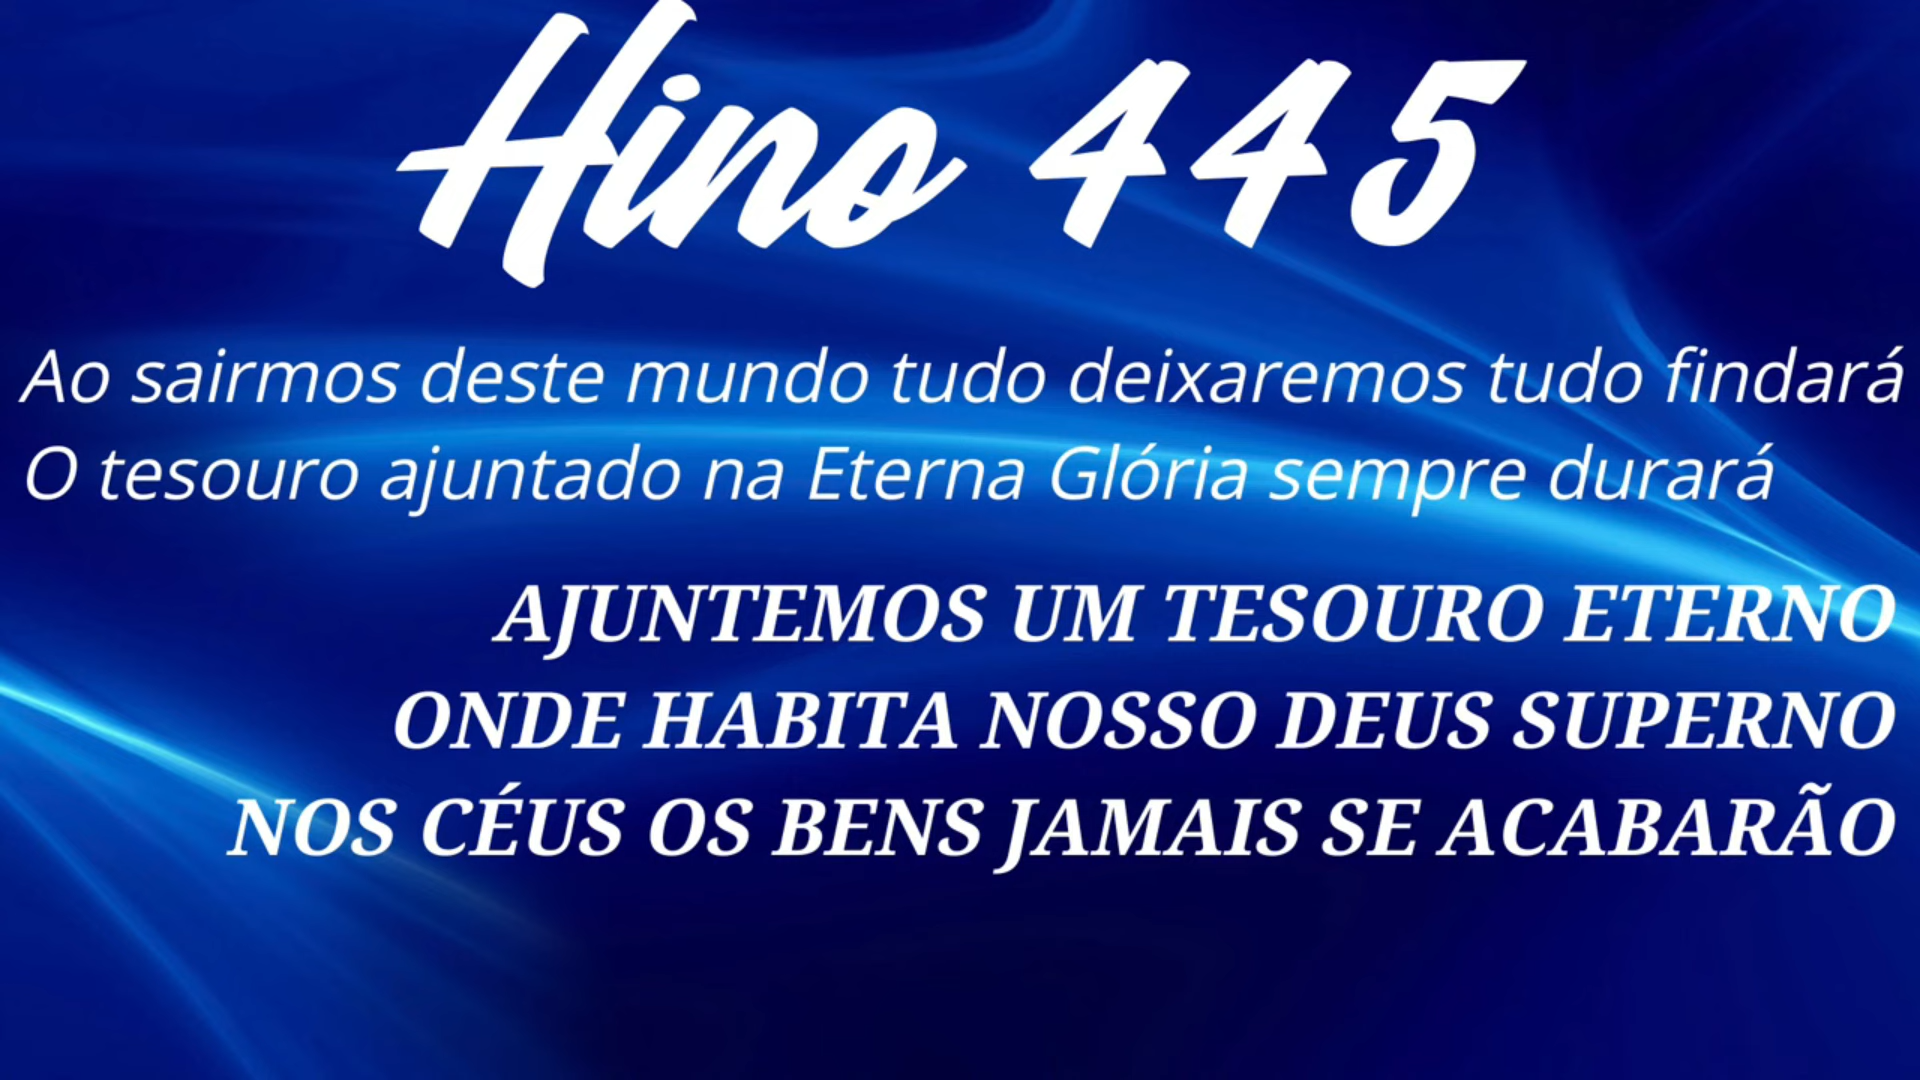 Hino 445
Ao sairmos deste mundo tudo deixaremos tudo findará
O tesouro ajuntado na Eterna Glória sempre durará
AJUNTEMOS UM TESOURO ETERNO
ONDE HABITA NOSSO DEUS SUPERNO
NOS CÉUS OS BENS JAMAIS SE ACABARÃO